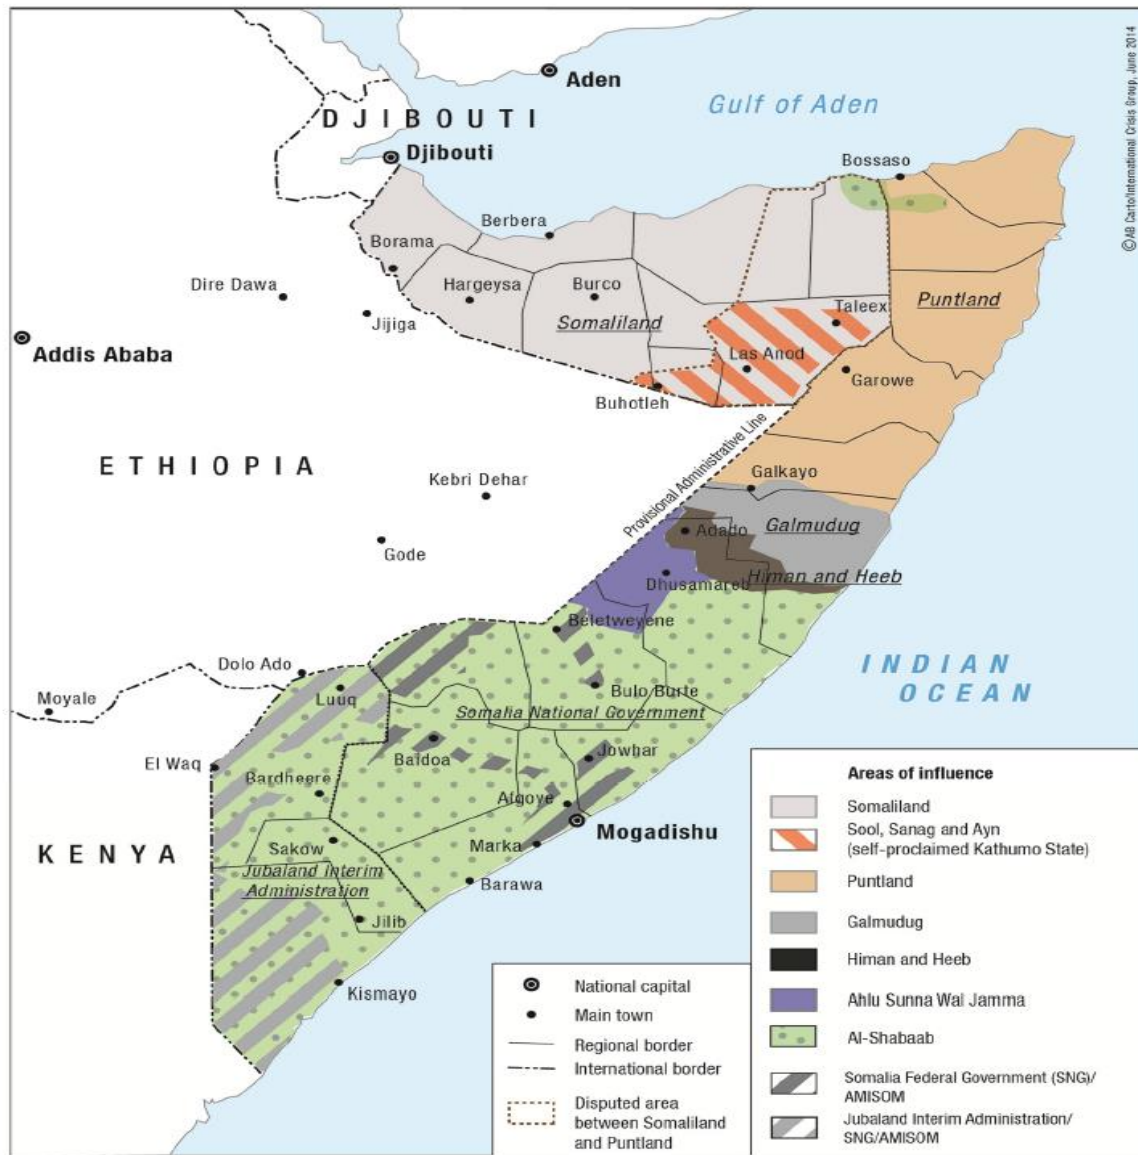 ©AB Carto/International Crisis Group, June 2014
Aden
Gulf of Aden
DJIBOUTI
Djibouti
Bossaso
Berbera
Borama
Dire Dawa
Hargeysa
Burco
Puntland
Taleex
Jijiga
Somaliland
Addis Ababa
Las Anod
Garowe
Buhotleh
Provisional Administrative Line
ETHIOPIA
Kebri Dehar
Galkayo
Galmudug
Adado
Gode
Dhusamareb
Himan and Heeb
Beletweyene
INDIAN
OCEAN
Dolo Ado
Luuq
Bulo Burte
Moyale
Somalia National Government
El Waq
Baidoa
Jowhar
Bardheere
Afgoye
Mogadishu
KENYA
Sakow
Marka
Jubaland Interim
Administration
Barawa
Jilib
Kismayo
National capital
Main town
Regional border
International border
Disputed area
between Somaliland
and Puntland
Areas of influence
Somaliland
Sool, Sanag and Ayn
(self-proclaimed Kathumo State)
Puntland
Galmudug
Himan and Heeb
Ahlu Sunna Wal Jamma
Al-Shabaab
Somalia Federal Government (SNG)/
AMISOM
Jubaland Interim Administration/
SNG/AMISOM